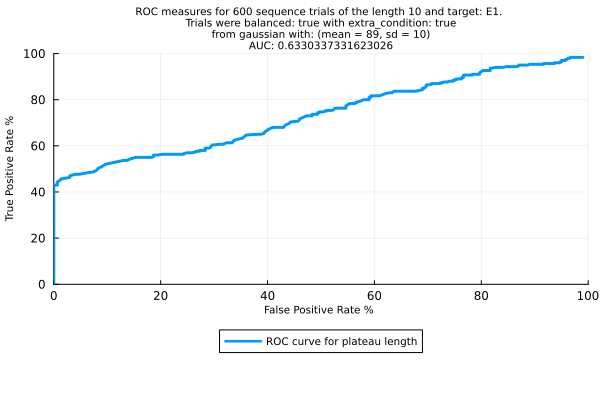 ROC measures for 600 sequence trials of the length 10 and target: E1.
Trials were balanced: true with extra_condition: true
from gaussian with: (mean = 89, sd = 10)
AUC: 0.6330337331623026
100
80
60
40
20
0
True Positive Rate %
0 20 40 60 80 100
False Positive Rate %
ROC curve for plateau length